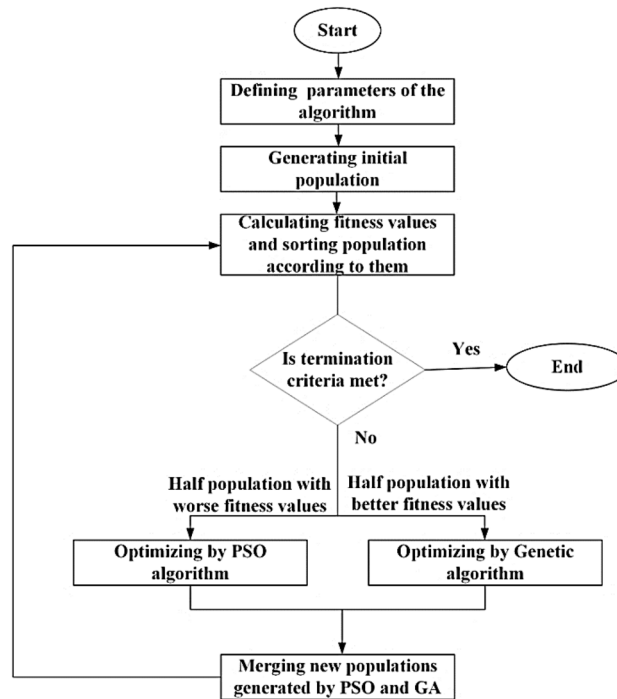 Start
Defining parameters of the
algorithm
Generating initial
population
Calculating fitness values
and sorting population
according to them
Is termination
criteria met?
Yes
End
No
Half population with
worse fitness values
Half population with
better fitness values
Optimizing by PSO
algorithm
Optimizing by Genetic
algorithm
Merging new populations
generated by PSO and GA